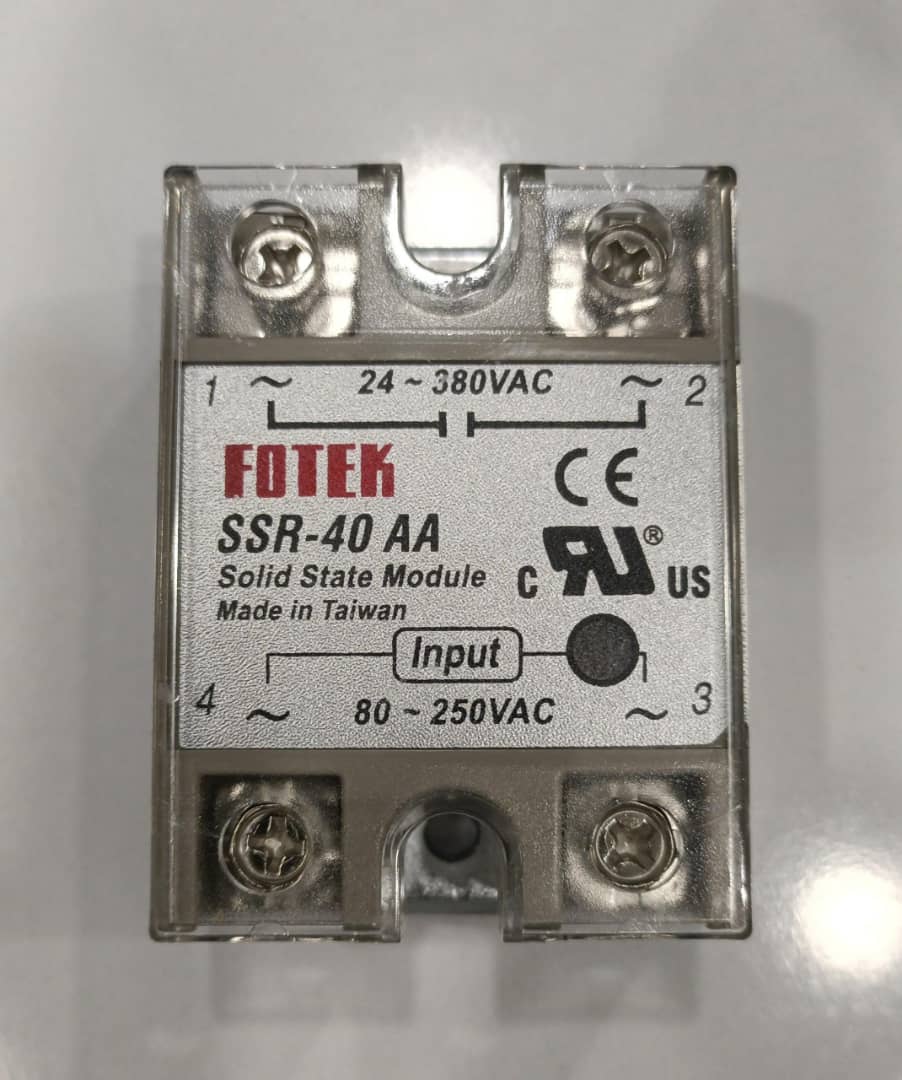 1 ~ 24 ~ 380VAC ~ 2
FOTEK
CE
SSR-40 AA
Solid State Module
C RU® US
Made in Taiwan
Input
4 ~ 80 ~ 250VAC ~ 3